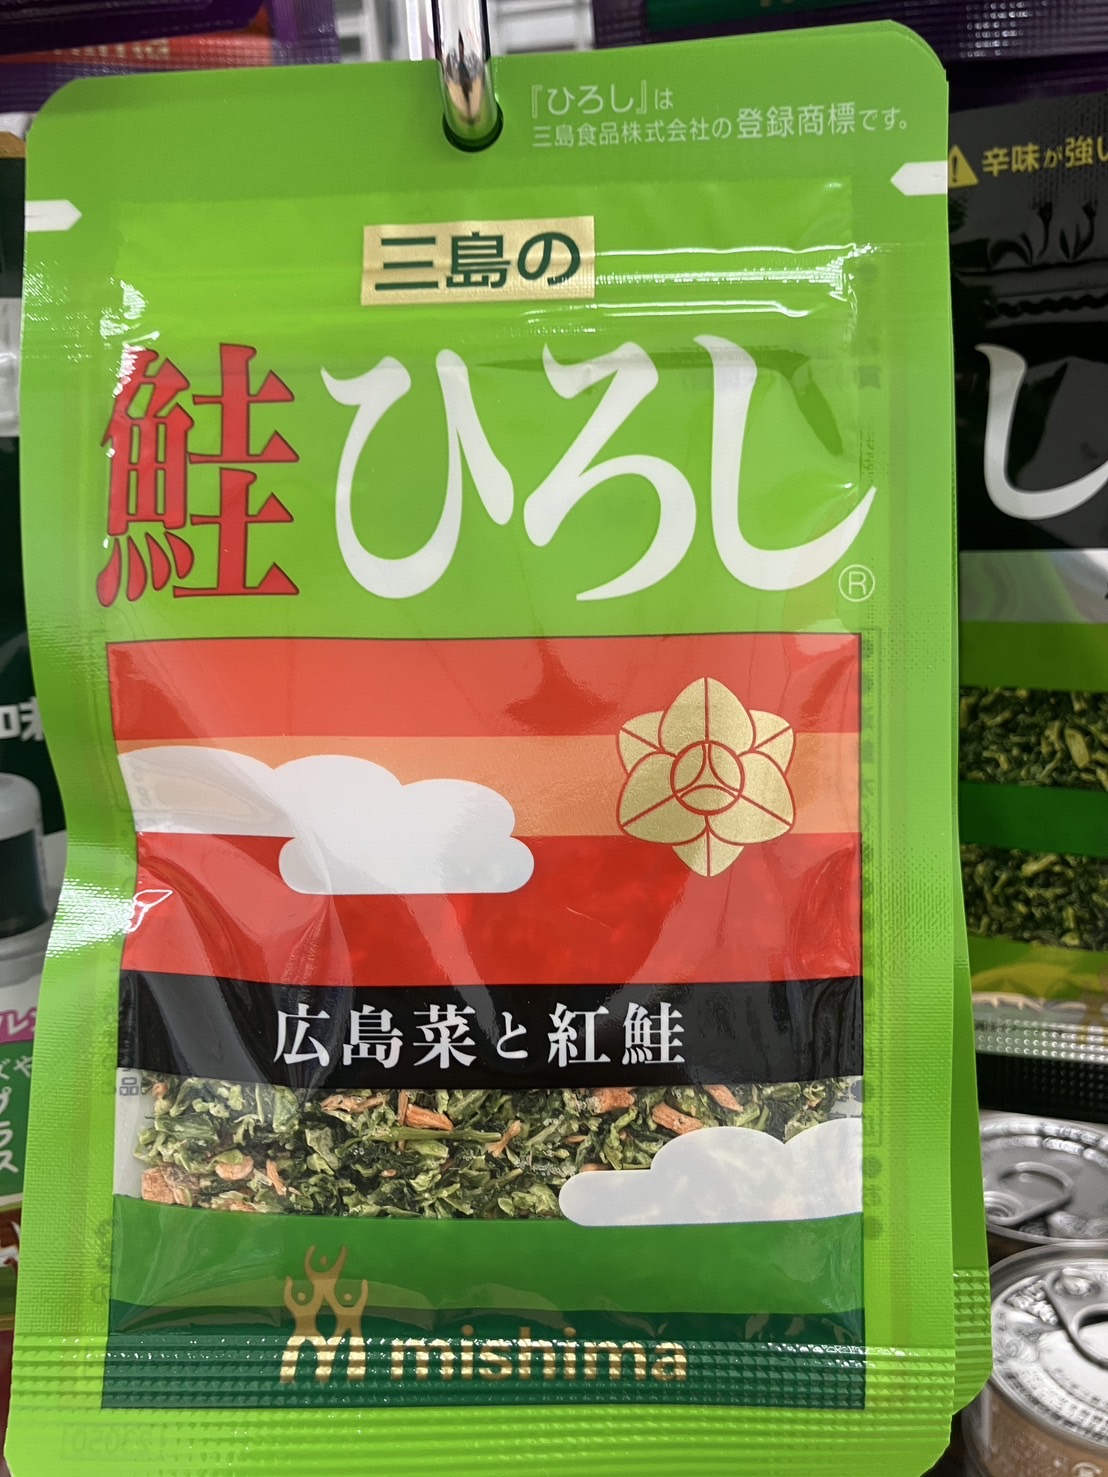 『ひろし』は
三島食品株式会社の登録商標です。
三島の
鮭ひろし®
広島菜と紅鮭
mishima
辛味が強い
し